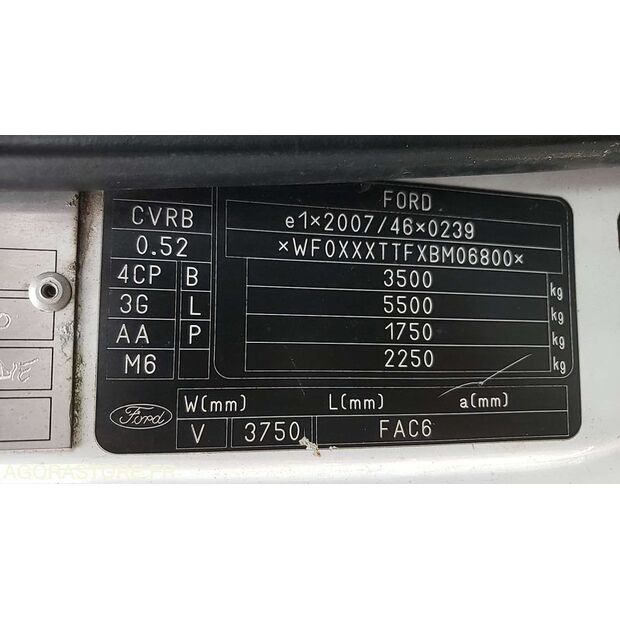 FORD
CVRB
e1×2007/46×0239
0.52
×WF0XXXTTFXBM06800×
4CP B 3500 kg
3G L 5500 kg
AA P 1750 kg
M6 2250 kg
Ford W(mm) L(mm) a(mm)
V 3750 FAC6
AGORASTORE.FR